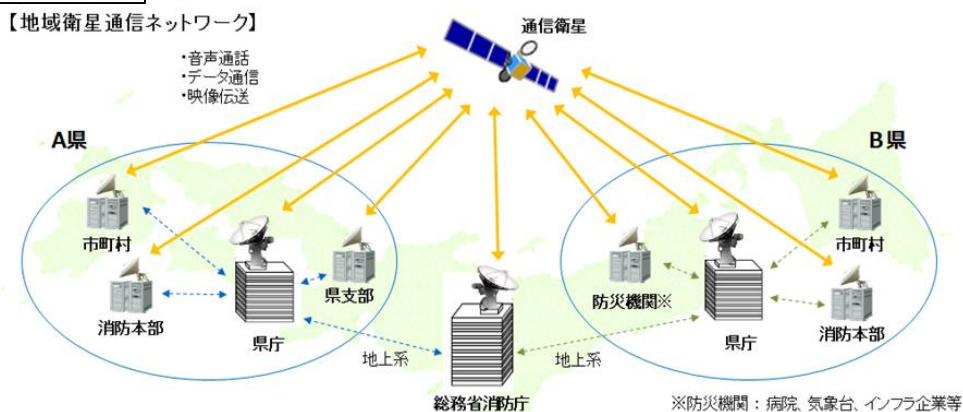 【地域衛星通信ネットワーク】
・音声通話
・データ通信
・映像伝送
通信衛星
A県
B県
市町村
消防本部
県庁
県支部
地上系
総務省消防庁
地上系
防災機関※
県庁
市町村
消防本部
※防災機関：病院、気象台、インフラ企業等